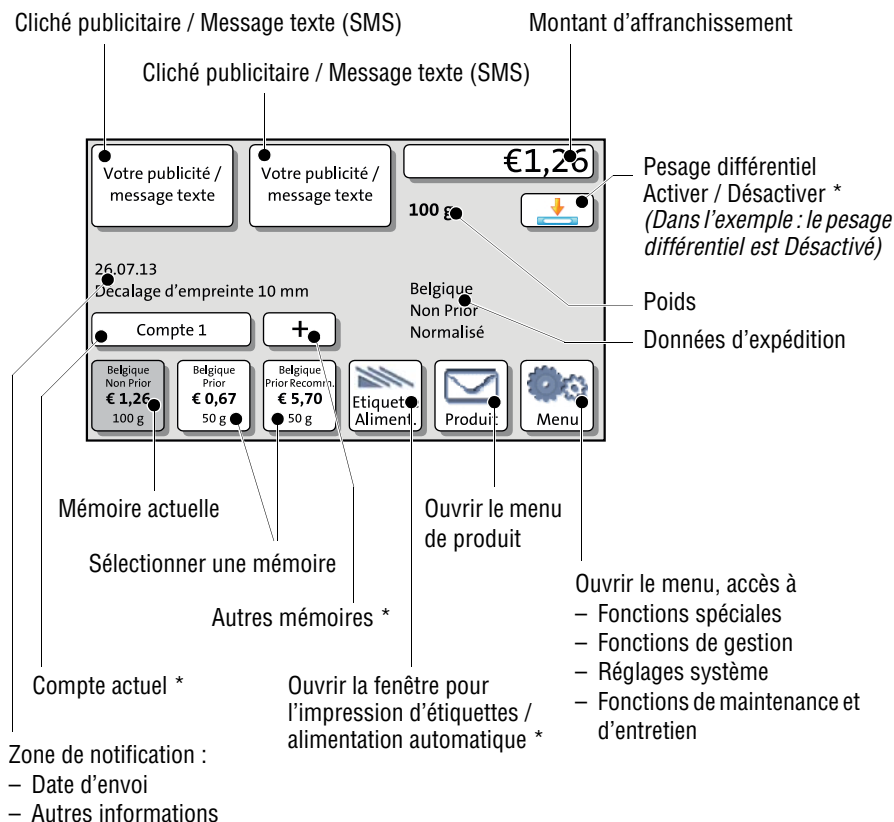 Cliché publicitaire / Message texte (SMS)
Montant d'affranchissement
Cliché publicitaire / Message texte (SMS)
Votre publicité /
message texte
Votre publicité /
message texte
€1,26
100 g
Pesage différentiel
Activer / Désactiver *
(Dans l'exemple : le pesage
différentiel est Désactivé)
26.07.13
Décalage d'empreinte 10 mm
Belgique
Non Prior
Normalisé
Poids
Données d'expédition
Compte 1
+
Belgique
Non Prior
€ 1,26
100 g
Belgique
Prior
€ 0,67
50 g
Belgique
Prior Recomm.
€ 5,70
50 g
Etiquet..
Aliment.
Produit
Menu
Mémoire actuelle
Sélectionner une mémoire
Autres mémoires *
Compte actuel *
Zone de notification :
– Date d'envoi
– Autres informations
Ouvrir la fenêtre pour
l'impression d'étiquettes /
alimentation automatique *
Ouvrir le menu
de produit
Ouvrir le menu, accès à
– Fonctions spéciales
– Fonctions de gestion
– Réglages système
– Fonctions de maintenance et
d'entretien